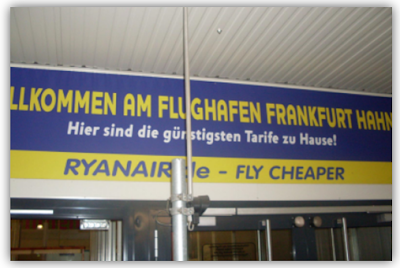 LLKOMMEN AM FLUGHAFEN FRANKFURT HAHN
Hier sind die günstigsten Tarife zu Hause!
RYANAIR.de - FLY CHEAPER